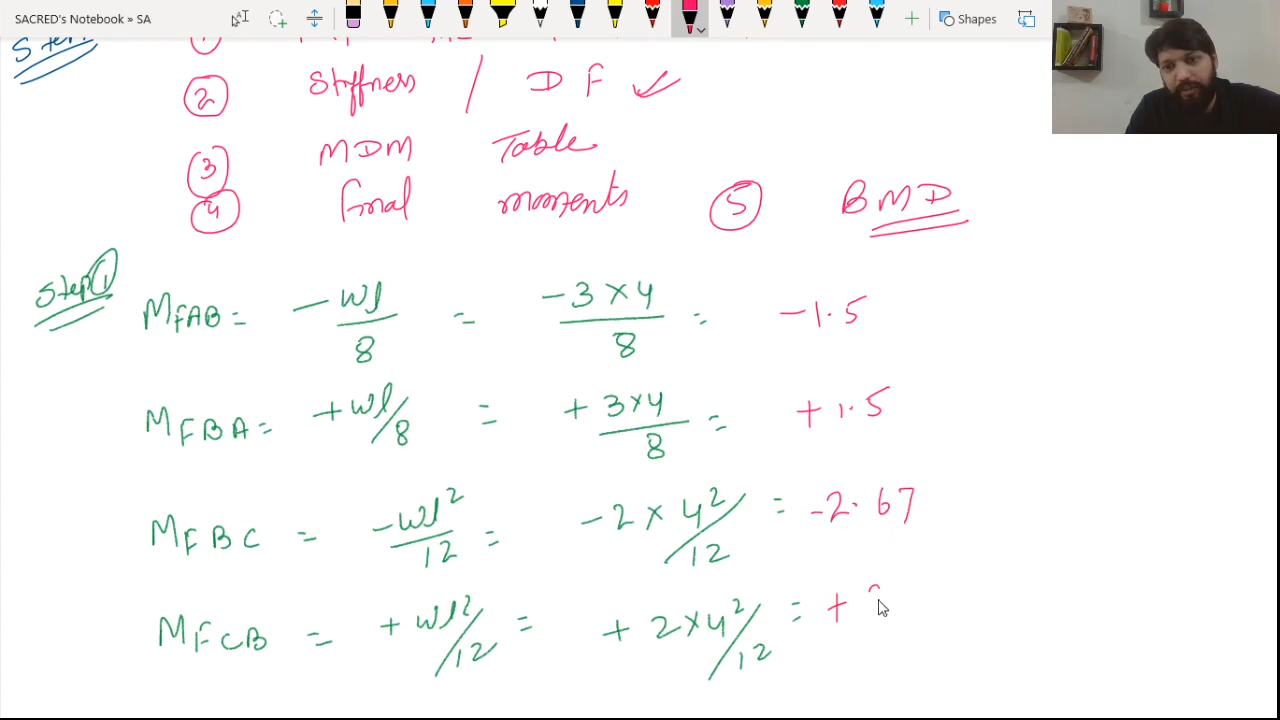 SACRED's Notebook » SA
Shapes
Step
1
2 Stiffness / DF ✓
3 MDM Table
4 final moments 5 BMD
Step 1
MFAB = -wl/8 = -3×4/8 = -1.5
MFBA = +wl/8 = +3×4/8 = +1.5
MFBC = -wl²/12 = -2×4²/12 = -2.67
MFCB = +wl²/12 = +2×4²/12 = +